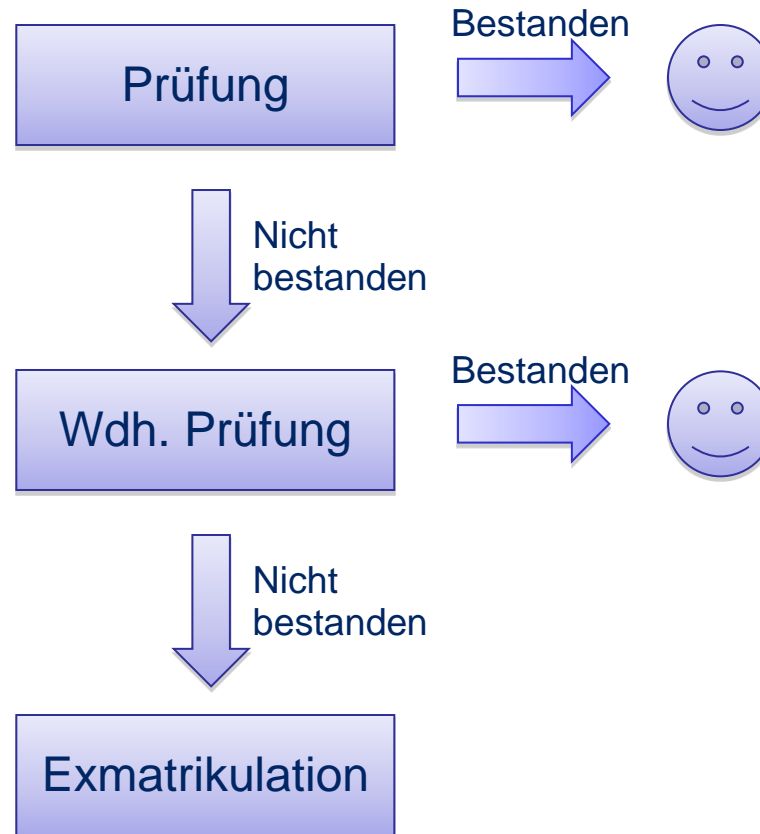 Bestanden
Prüfung
Nicht
bestanden
Bestanden
Wdh. Prüfung
Nicht
bestanden
Exmatrikulation